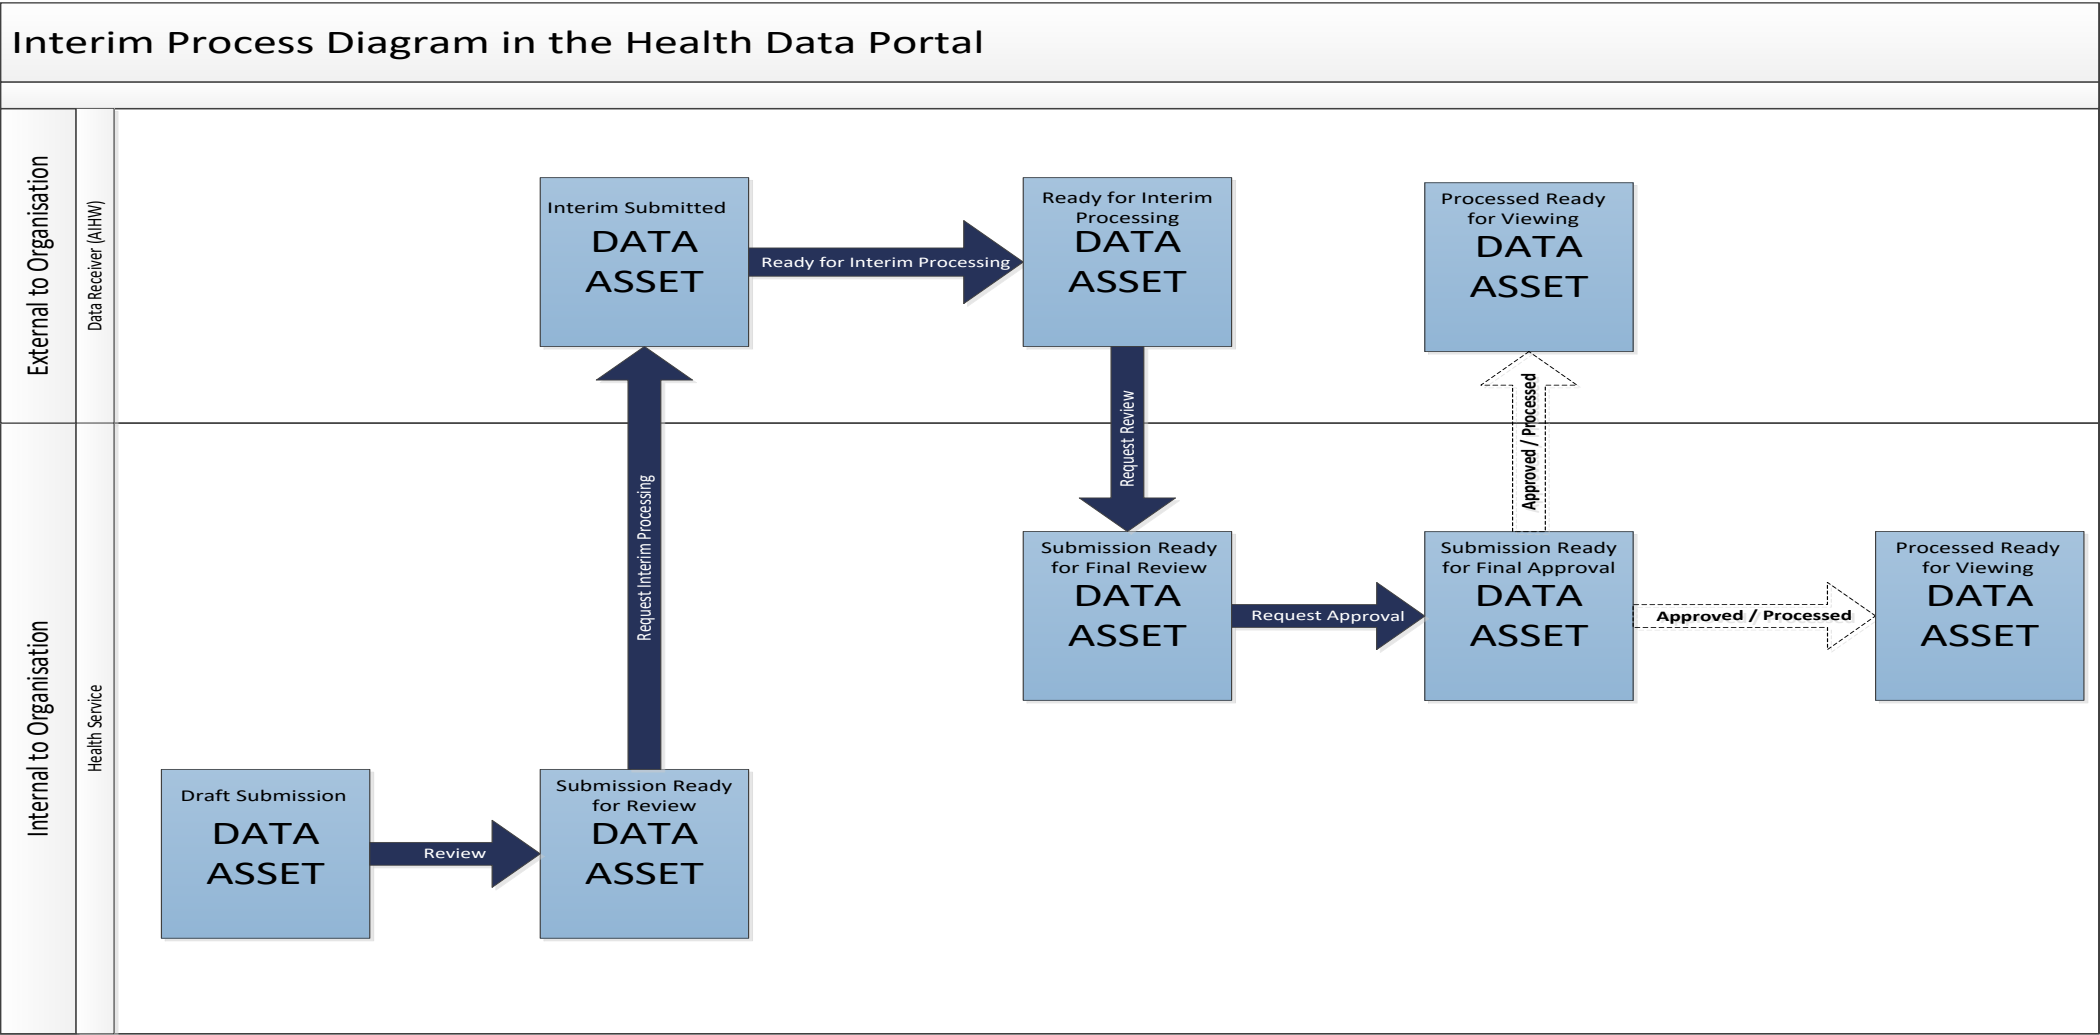 Interim Process Diagram in the Health Data Portal
External to Organisation
Data Receiver (AIHW)
Interim Submitted
DATA
ASSET
Ready for Interim Processing
Ready for Interim
Processing
DATA
ASSET
Processed Ready
for Viewing
DATA
ASSET
Request Interim Processing
Request Review
Approved / Processed
Internal to Organisation
Health Service
Submission Ready
for Final Review
DATA
ASSET
Request Approval
Submission Ready
for Final Approval
DATA
ASSET
Approved / Processed
Processed Ready
for Viewing
DATA
ASSET
Draft Submission
DATA
ASSET
Review
Submission Ready
for Review
DATA
ASSET